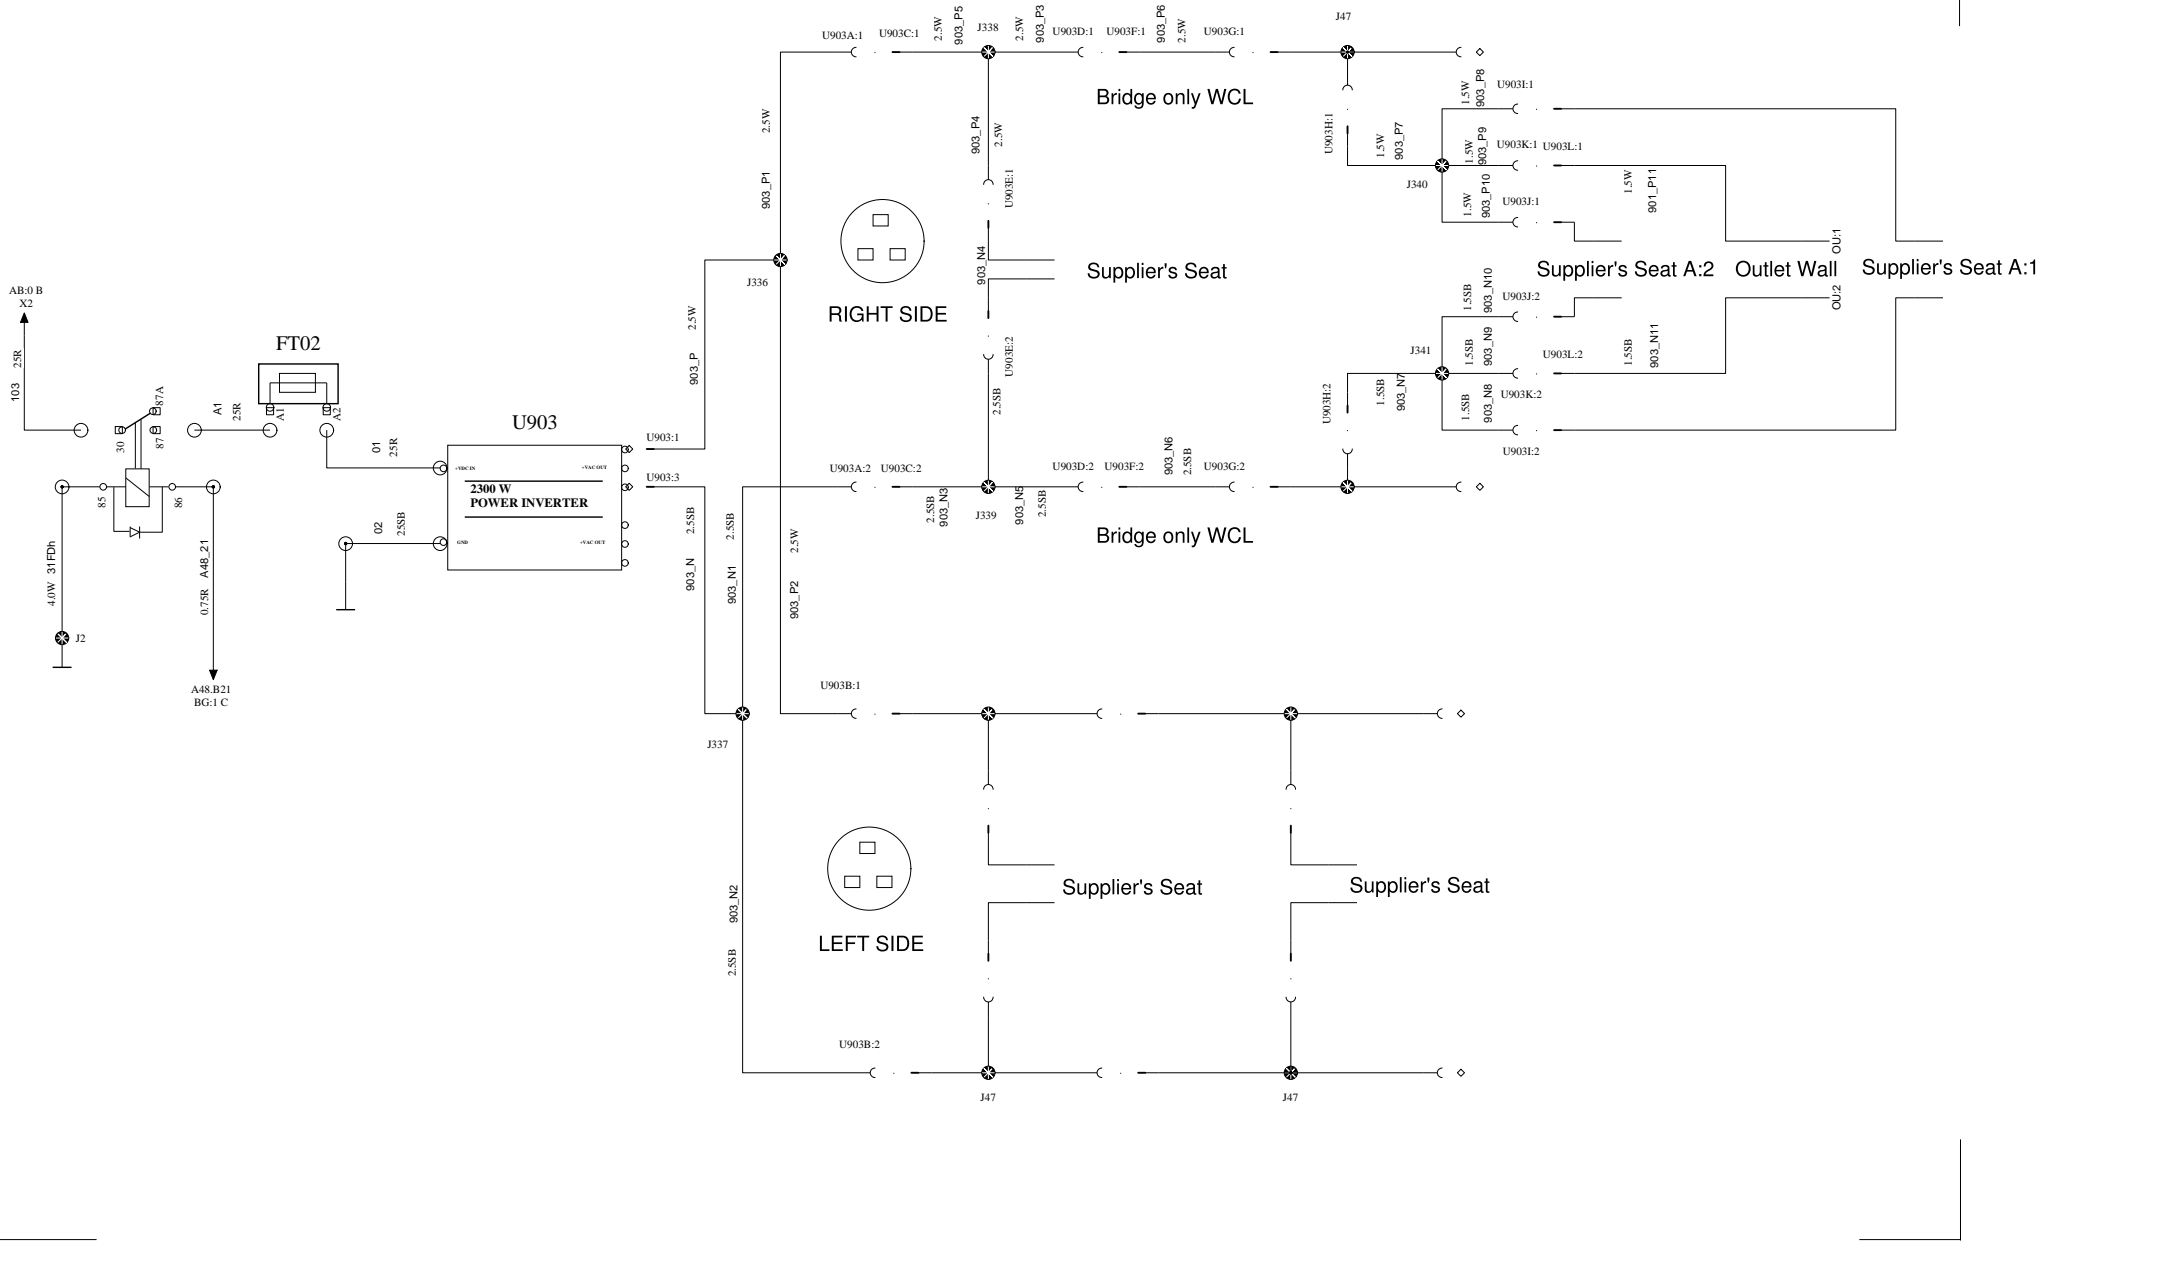 U903A:1
U903C:1
2.5W
903_P5
J338
2.5W
903_P3
U903D:1
U903F:1
903_P6
2.5W
U903G:1
J47
Bridge only WCL
2.5W
903_P1
903_P4
2.5W
U903E:1
U903H:1
1.5W
903_P7
1.5W
903_P8
U903I:1
1.5W
903_P9
U903K:1
U903L:1
J340
1.5W
903_P10
U903J:1
1.5W
901_P11
OU:1
RIGHT SIDE
903_N4
Supplier's Seat
Supplier's Seat A:2
Outlet Wall
Supplier's Seat A:1
OU:2
J336
AB:0 B
X2
25R
103
FT02
A1
A2
A1
25R
87A
30
87
85
86
2.5W
903_P
U903E:2
2.5SB
1.5SB
903_N10
U903J:2
J341
1.5SB
903_N9
U903L:2
1.5SB
903_N11
U903H:2
1.5SB
903_N7
1.5SB
903_N8
U903K:2
U903I:2
U903
01
25R
+VDC IN
+VAC OUT
2300 W
POWER INVERTER
GND
+VAC OUT
02
25SB
U903:1
U903:3
U903A:2
U903C:2
2.5SB
903_N3
J339
903_N5
2.5SB
U903D:2
U903F:2
903_N6
2.5SB
U903G:2
Bridge only WCL
2.5SB
903_N
2.5SB
903_N1
2.5W
903_P2
31FDh
4.0W
J2
A48_21
0.75R
A48.B21
BG:1 C
U903B:1
J337
903_N2
2.5SB
LEFT SIDE
Supplier's Seat
Supplier's Seat
U903B:2
J47
J47